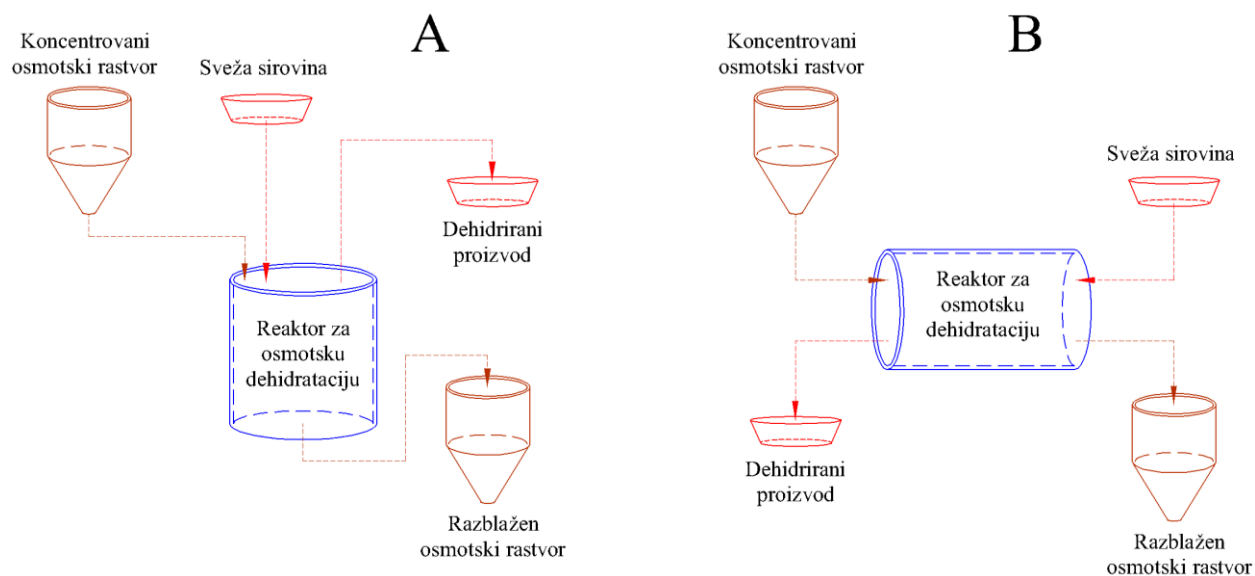 A
Koncentrovani
osmotski rastvor
Sveža sirovina
Dehidrirani
proizvod
Reaktor za
osmotsku
dehidrataciju
Razblažen
osmotski rastvor
B
Koncentrovani
osmotski rastvor
Sveža sirovina
Reaktor za
osmotsku
dehidrataciju
Dehidrirani
proizvod
Razblažen
osmotski rastvor